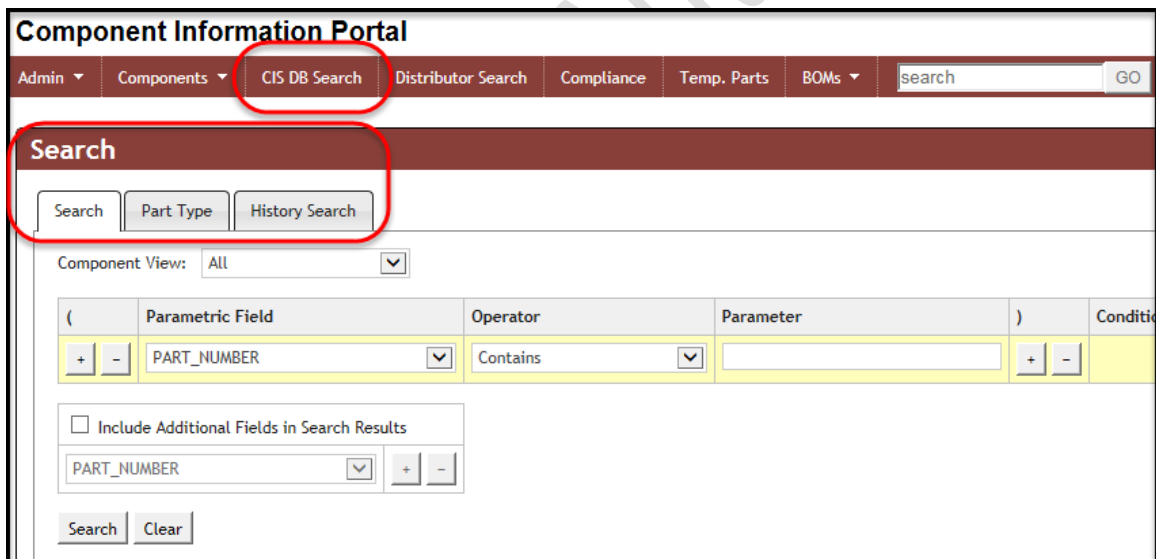 Component Information Portal
Admin Components CIS DB Search Distributor Search Compliance Temp. Parts BOMs search GO
Search
Search Part Type History Search
Component View: All
( Parametric Field Operator Parameter )
+ - PART_NUMBER Contains + -
Include Additional Fields in Search Results
PART_NUMBER + -
Search Clear